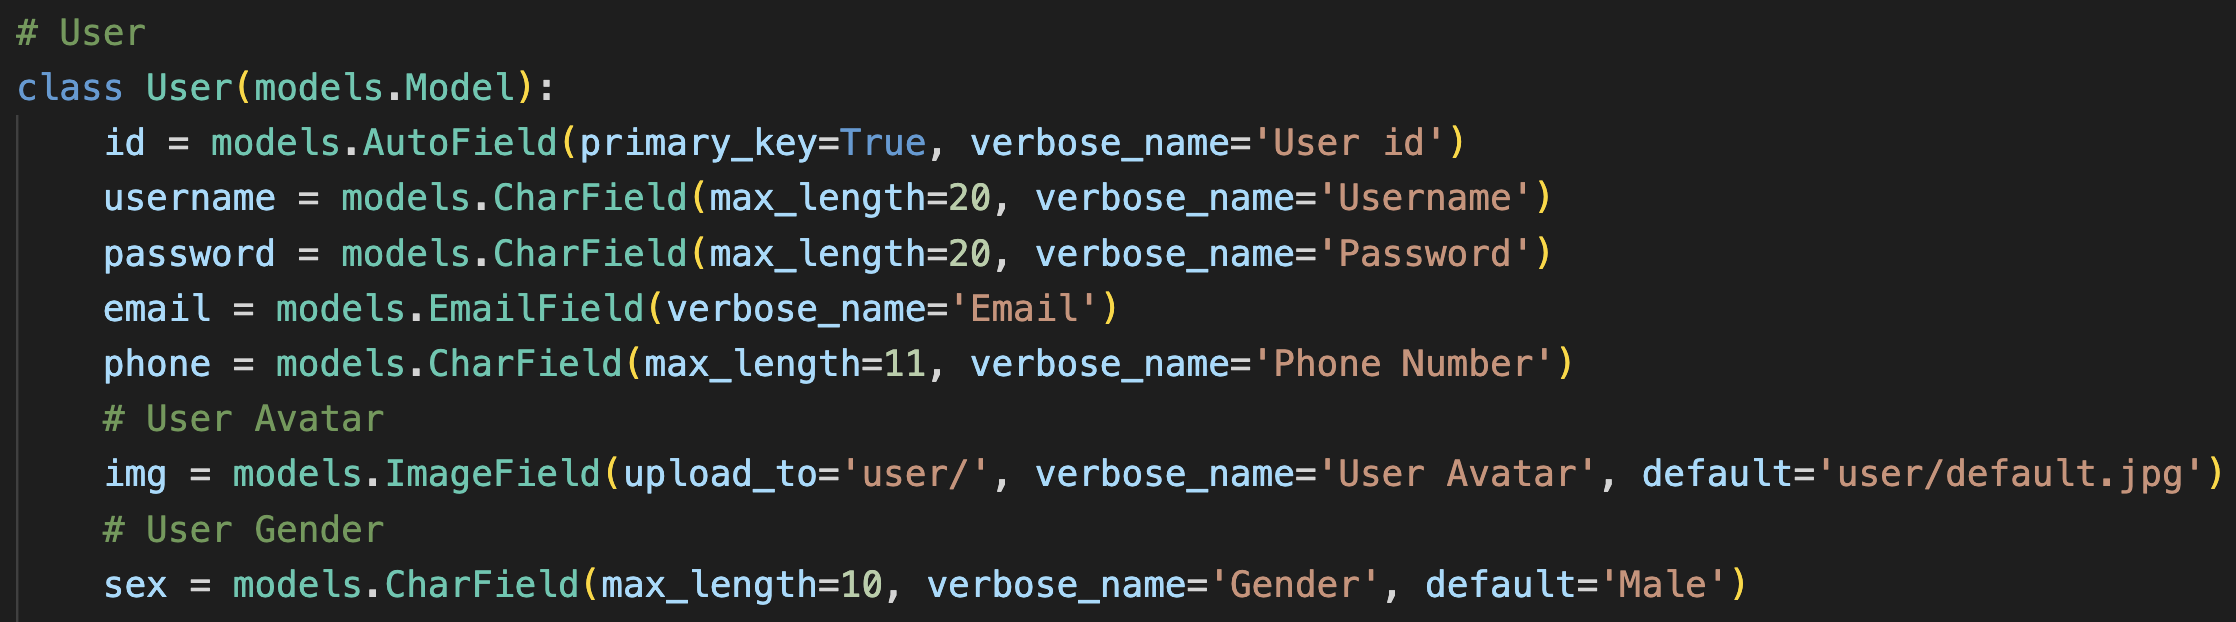 # User
class User(models.Model):
    id = models.AutoField(primary_key=True, verbose_name='User id')
    username = models.CharField(max_length=20, verbose_name='Username')
    password = models.CharField(max_length=20, verbose_name='Password')
    email = models.EmailField(verbose_name='Email')
    phone = models.CharField(max_length=11, verbose_name='Phone Number')
    # User Avatar
    img = models.ImageField(upload_to='user/', verbose_name='User Avatar', default='user/default.jpg')
    # User Gender
    sex = models.CharField(max_length=10, verbose_name='Gender', default='Male')